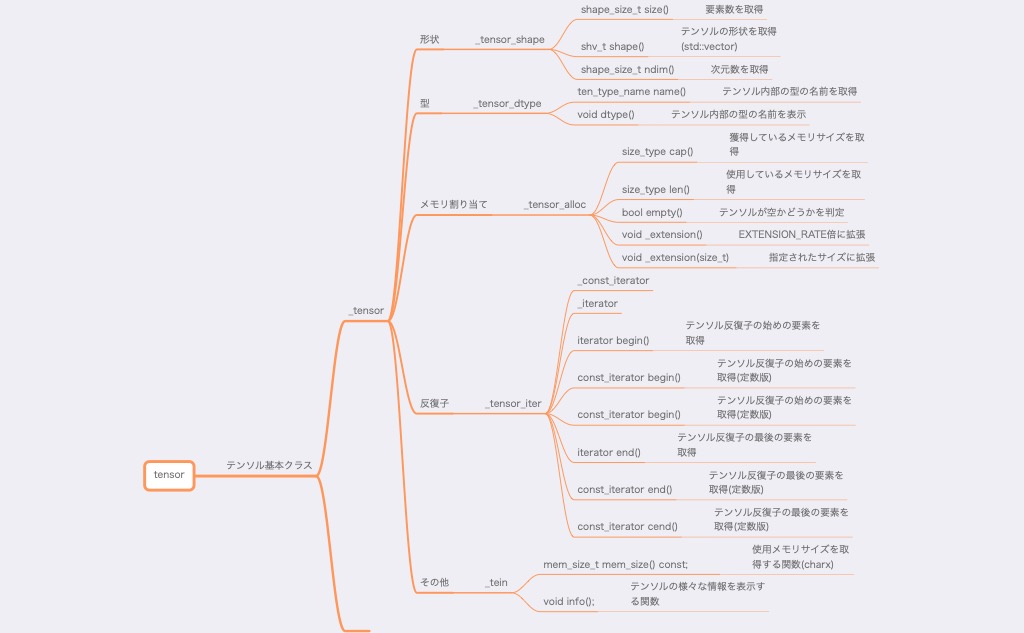 tensor
テンソル基本クラス
_tensor
形状
_tensor_shape
shape_size_t size()
要素数を取得
shv_t shape()
テンソルの形状を取得
(std::vector)
shape_size_t ndim()
次元数を取得
型
_tensor_dtype
ten_type_name name()
テンソル内部の型の名前を取得
void dtype()
テンソル内部の型の名前を表示
メモリ割り当て
_tensor_alloc
size_type cap()
獲得しているメモリサイズを取
得
size_type len()
使用しているメモリサイズを取
得
bool empty()
テンソルが空かどうかを判定
void _extension()
EXTENSION_RATE倍に拡張
void _extension(size_t)
指定されたサイズに拡張
反復子
_tensor_iter
_const_iterator
_iterator
iterator begin()
テンソル反復子の始めの要素を
取得
const_iterator begin()
テンソル反復子の始めの要素を
取得(定数版)
const_iterator begin()
テンソル反復子の始めの要素を
取得(定数版)
iterator end()
テンソル反復子の最後の要素を
取得
const_iterator end()
テンソル反復子の最後の要素を
取得(定数版)
const_iterator cend()
テンソル反復子の最後の要素を
取得(定数版)
その他
_tein
mem_size_t mem_size() const;
使用メモリサイズを取
得する関数(charx)
void info();
テンソルの様々な情報を表示す
る関数